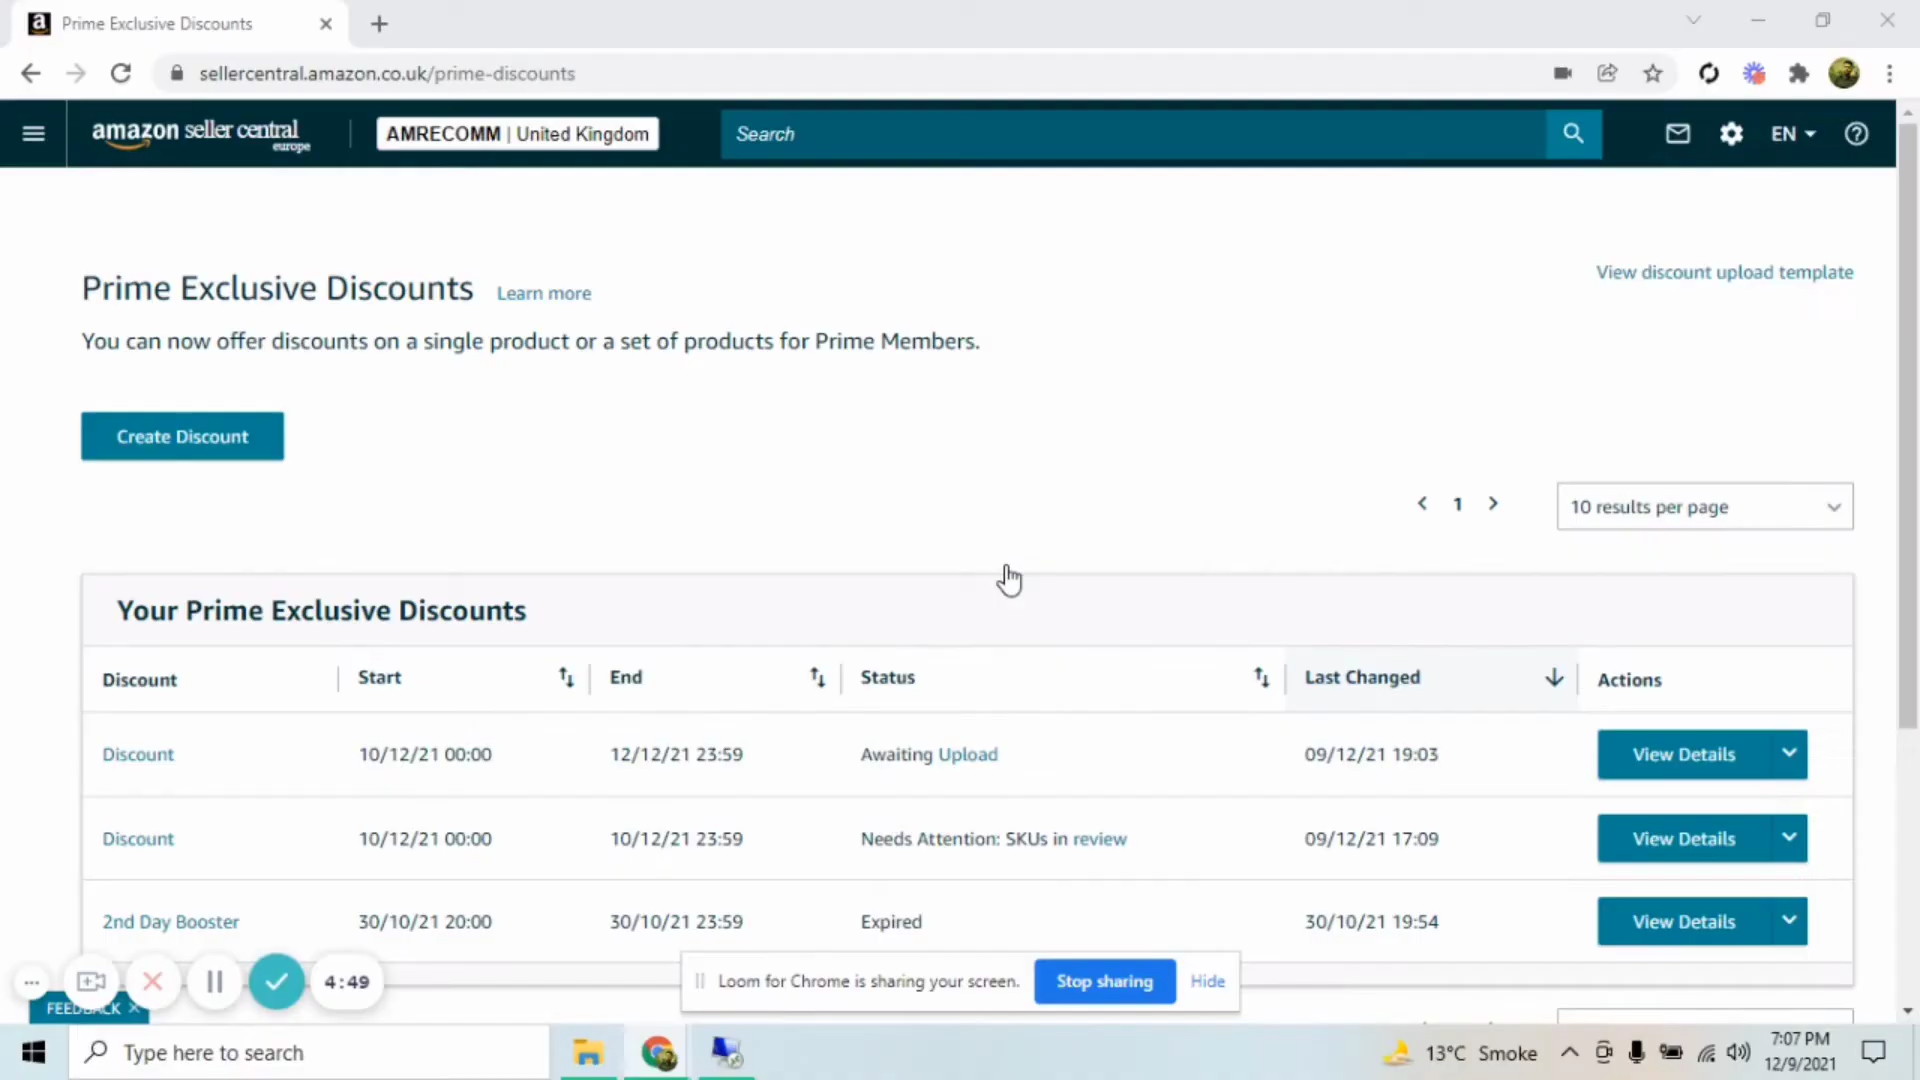 Prime Exclusive Discounts
sellercentral.amazon.co.uk/prime-discounts
amazon seller central
europe
AMRECOMM | United Kingdom
Search
EN
Prime Exclusive Discounts Learn more
View discount upload template
You can now offer discounts on a single product or a set of products for Prime Members.
Create Discount
1
10 results per page
Your Prime Exclusive Discounts
Discount Start End Status Last Changed Actions
Discount 10/12/21 00:00 12/12/21 23:59 Awaiting Upload 09/12/21 19:03 View Details
Discount 10/12/21 00:00 10/12/21 23:59 Needs Attention: SKUs in review 09/12/21 17:09 View Details
2nd Day Booster 30/10/21 20:00 30/10/21 23:59 Expired 30/10/21 19:54 View Details
4:49
Loom for Chrome is sharing your screen. Stop sharing Hide
FEEDBACK
Type here to search
13°C Smoke
7:07 PM
12/9/2021